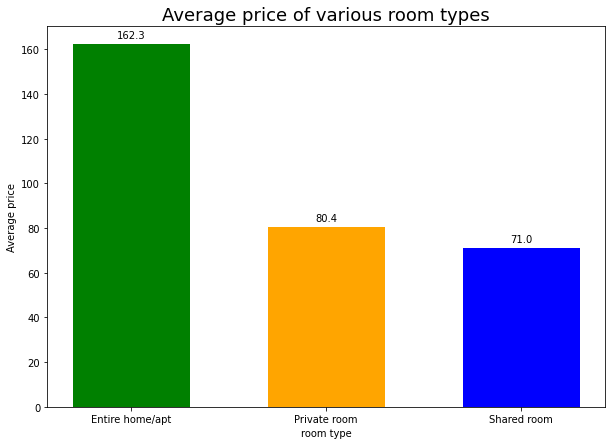 Average price of various room types
162.3
80.4
71.0
Average price
160
140
120
100
80
60
40
20
0
Entire home/apt
Private room
Shared room
room type